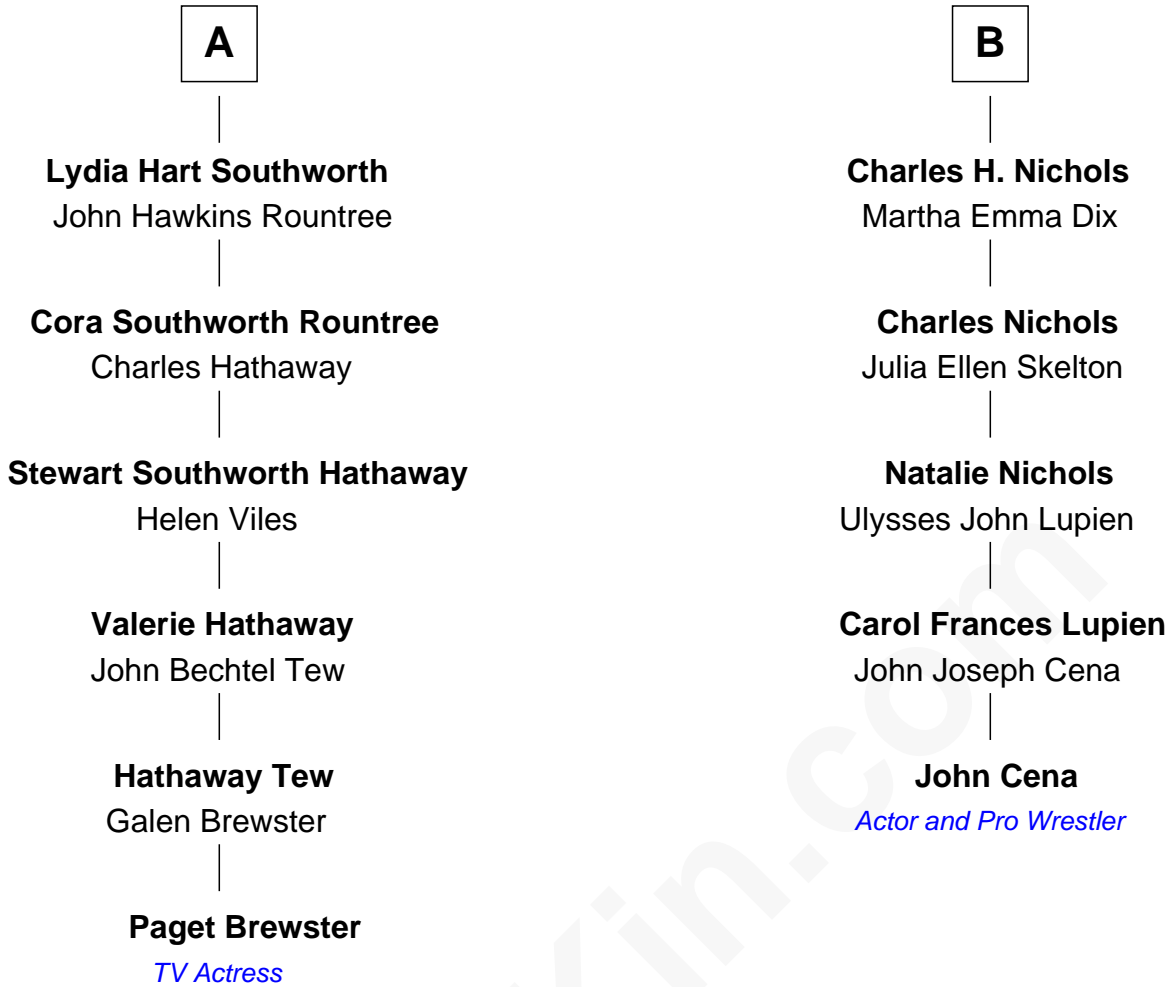 A
Lydia Hart Southworth
John Hawkins Rountree
Cora Southworth Rountree
Charles Hathaway
Stewart Southworth Hathaway
Helen Viles
Valerie Hathaway
John Bechtel Tew
Hathaway Tew
Galen Brewster
Paget Brewster
TV Actress
B
Charles H. Nichols
Martha Emma Dix
Charles Nichols
Julia Ellen Skelton
Natalie Nichols
Ulysses John Lupien
Carol Frances Lupien
John Joseph Cena
John Cena
Actor and Pro Wrestler
Kin.com